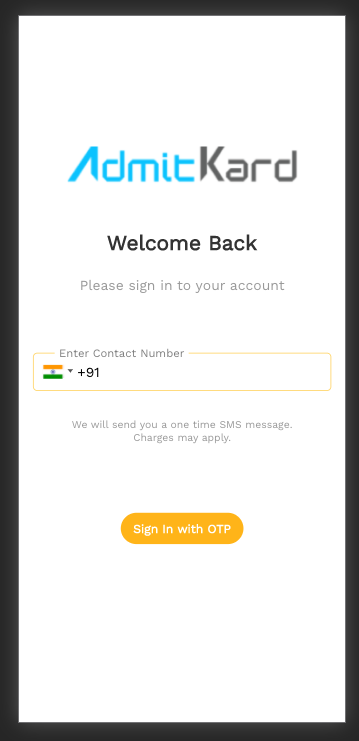 AdmitKard
Welcome Back
Please sign in to your account
Enter Contact Number
+91
We will send you a one time SMS message.
Charges may apply.
Sign In with OTP